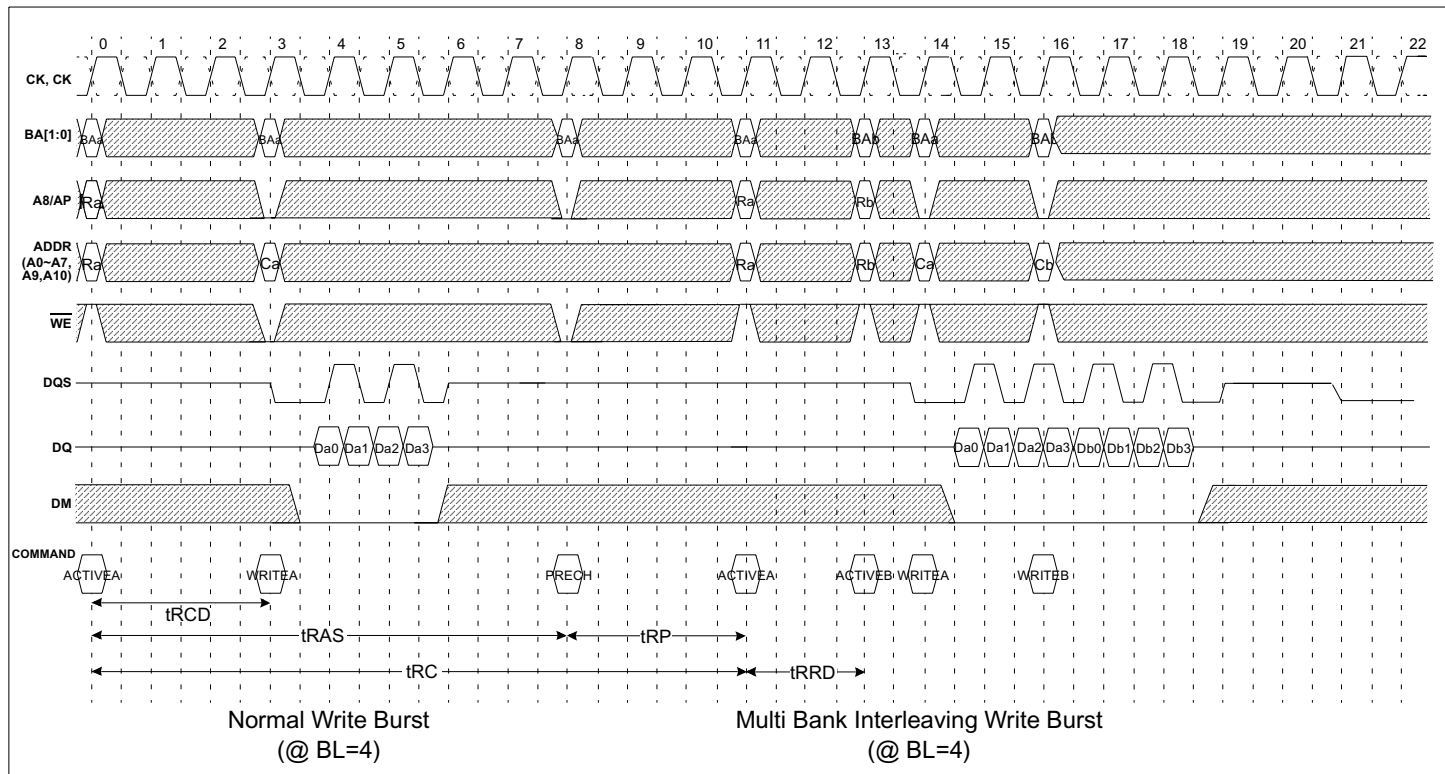 0 1 2 3 4 5 6 7 8 9 10 11 12 13 14 15 16 17 18 19 20 21 22
CK, CK
BA[1:0] BAa BAa BAa BAa BAb BAa BAb
A8/AP Ra Ra Rb
ADDR
(A0~A7, Ra Ca Ra Rb Ca Cb
A9,A10)
WE
DQS
DQ Da0 Da1 Da2 Da3 Da0 Da1 Da2 Da3 Db0 Db1 Db2 Db3
DM
COMMAND
ACTIVEA WRITEA PRECH ACTIVEA ACTIVEB WRITEA WRITEB
tRCD
tRAS tRP
tRC tRRD
Normal Write Burst Multi Bank Interleaving Write Burst
(@ BL=4) (@ BL=4)